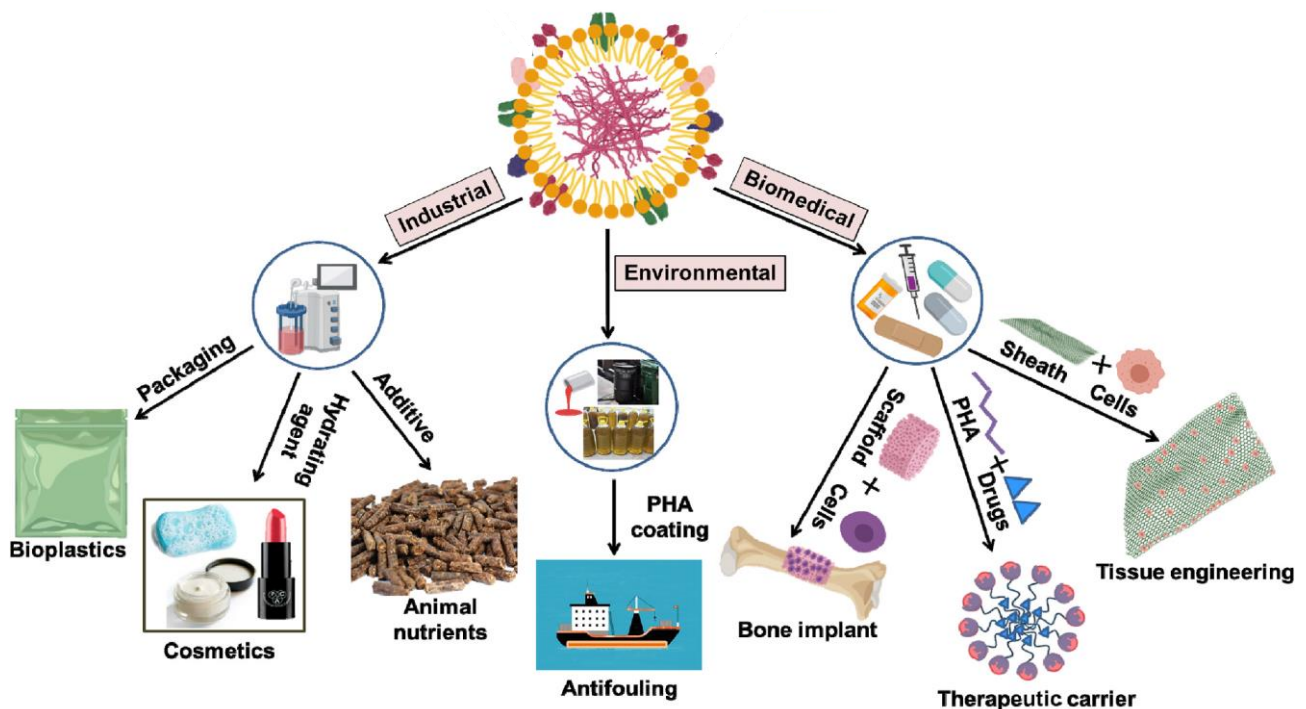 Industrial
Environmental
Biomedical
Packaging
Hydrating
agent
Additive
PHA
coating
Scaffold + Cells
PHA + Drugs
Sheath + Cells
Bioplastics
Cosmetics
Animal
nutrients
Antifouling
Bone implant
Therapeutic carrier
Tissue engineering